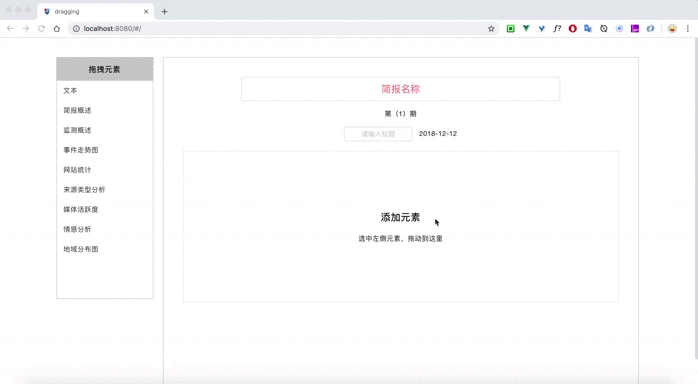 dragging
localhost:8080/#/
拖拽元素
文本
简报概述
监测概述
事件走势图
网站统计
来源类型分析
媒体活跃度
情感分析
地域分布图
简报名称
第（1）期
请输入标题 2018-12-12
添加元素
选中左侧元素，拖动到这里